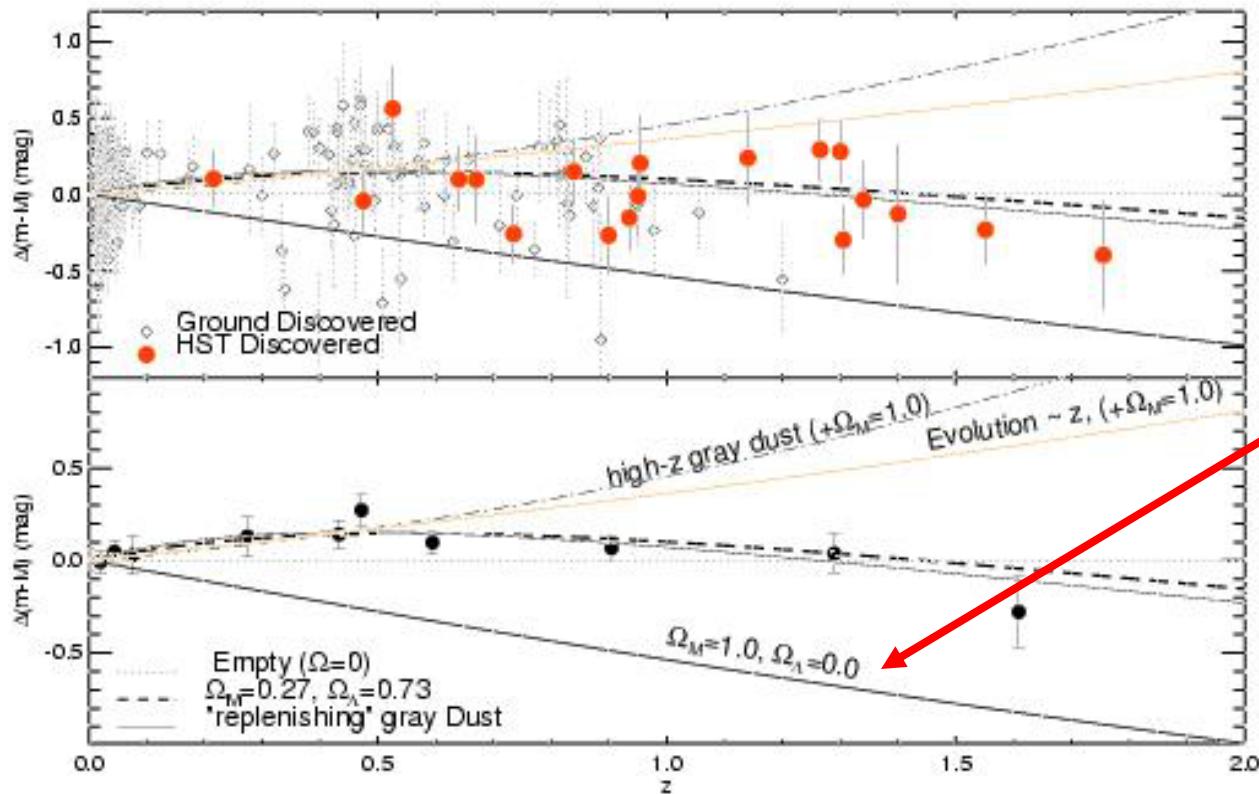 1.0
0.5
0.0
-0.5
-1.0
Δ(m-M) (mag)
Ground Discovered
HST Discovered
high-z gray dust (+Ω_M=1.0)
Evolution ~ z, (+Ω_M=1.0)
0.5
0.0
-0.5
Δ(m-M) (mag)
Ω_M=1.0, Ω_Λ=0.0
Empty (Ω=0)
Ω_M=0.27, Ω_Λ=0.73
"replenishing" gray Dust
0.0 0.5 1.0 1.5 2.0
z